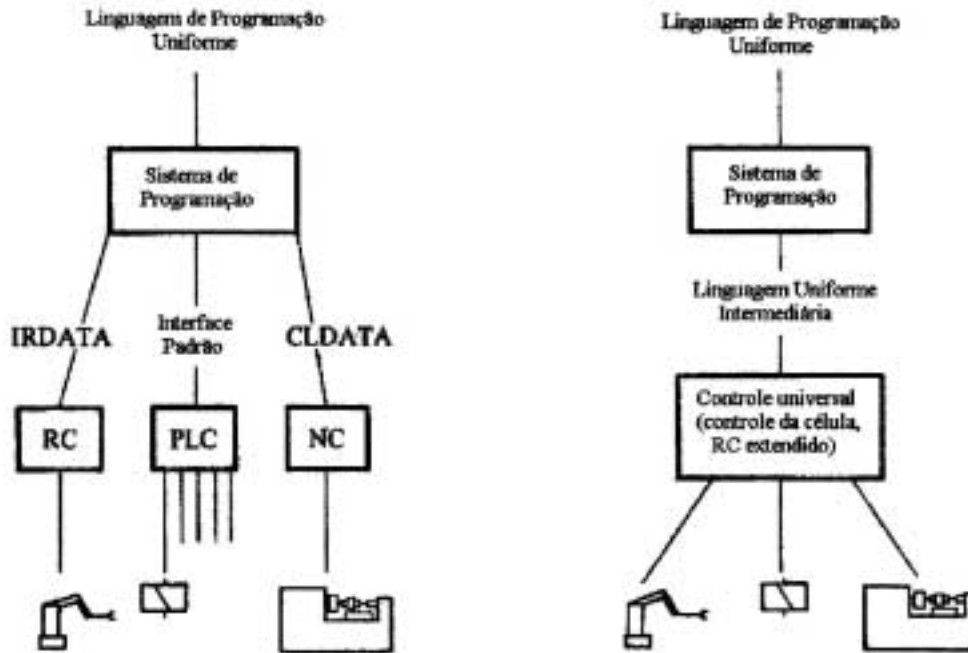 Linguagem de Programação
Uniforme
Sistema de
Programação
IRDATA
Interface
Padrão
CLDATA
RC
PLC
NC
Linguagem de Programação
Uniforme
Sistema de
Programação
Linguagem Uniforme
Intermediária
Controle universal
(controle da célula,
RC extendido)